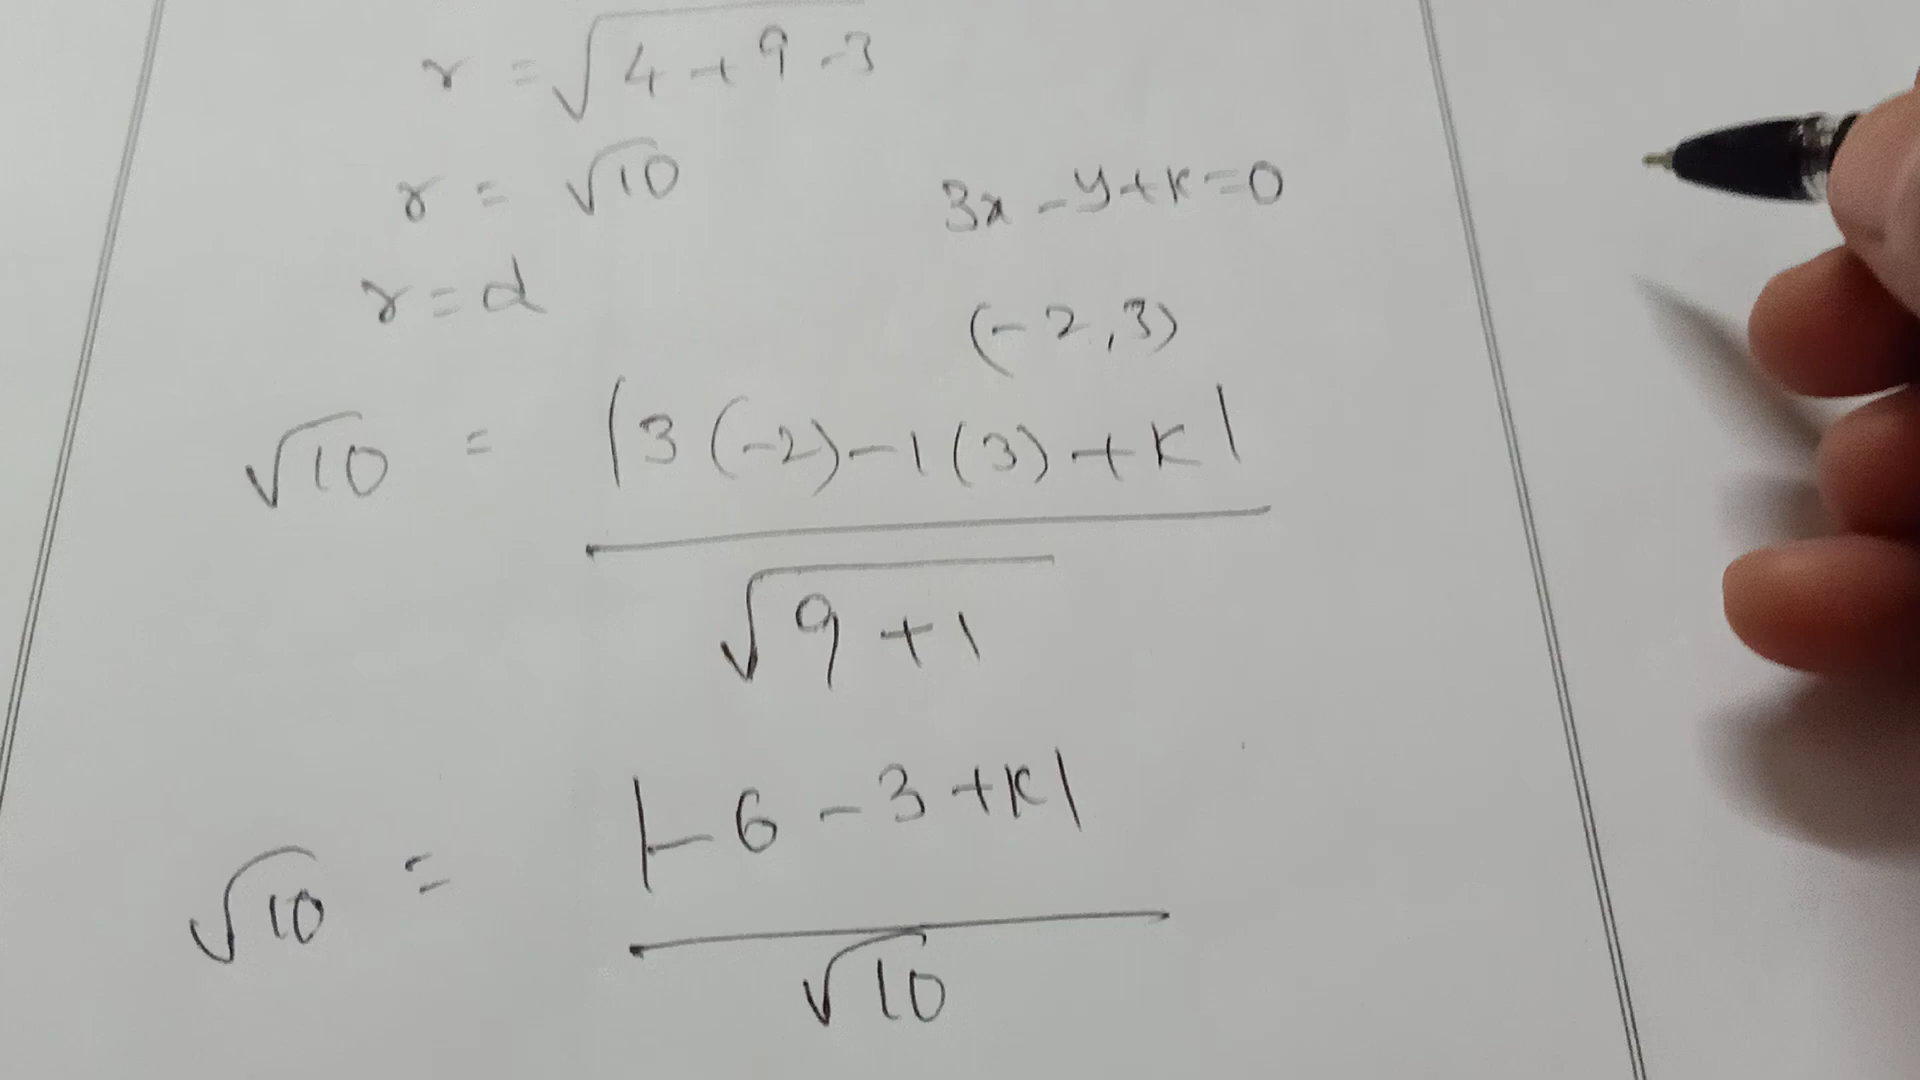 r = √4+9-3
r = √10
3x-y+k=0
r=d
(-2,3)
√10 = |3(-2)-1(3)+k|
√9+1
√10 = |-6-3+k|
√10